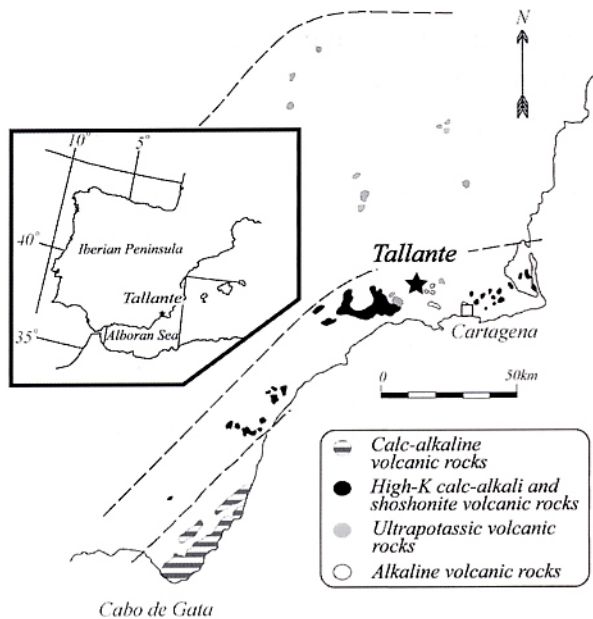 N
10°
5°
40°
Iberian Peninsula
Tallante
35°
Alboran Sea
Tallante
Cartagena
0
50km
Calc-alkaline
volcanic rocks
High-K calc-alkali and
shoshonite volcanic rocks
Ultrapotassic volcanic
rocks
Alkaline volcanic rocks
Cabo de Gata